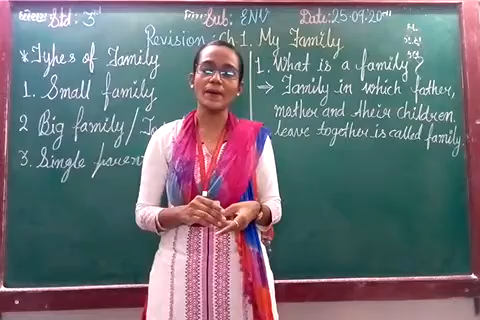 Std : 3rd
Sub: ENV
Date: 25.09.20
Revision: Ch 1. My Family
*Types of Family
1. Small family
2 Big family/
3. Single parent
1. What is a family?
→ Family in which father,
mother and their children.
leave together is called family.